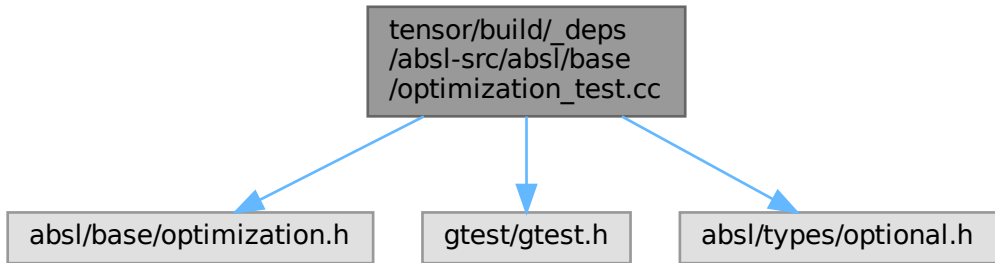 tensor/build/_deps
/absl-src/absl/base
/optimization_test.cc
absl/base/optimization.h
gtest/gtest.h
absl/types/optional.h